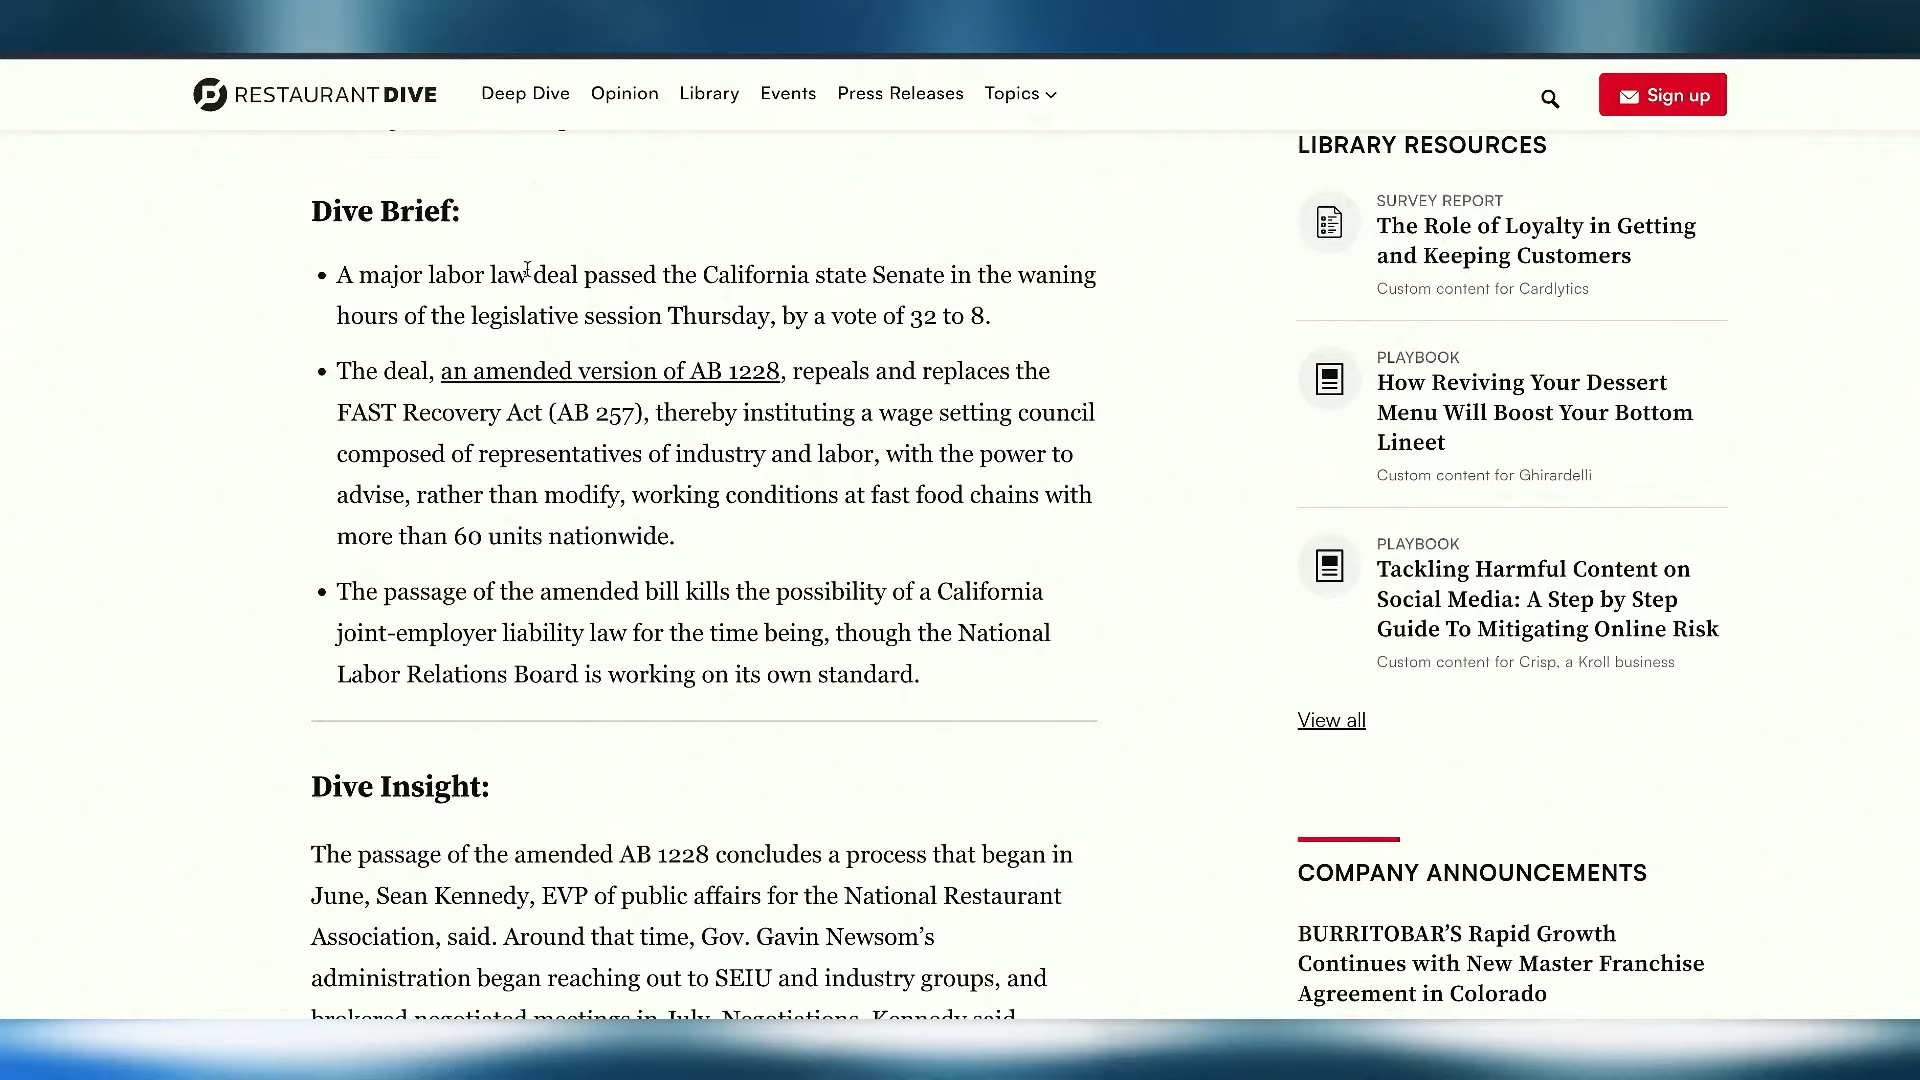 RESTAURANT DIVE
Deep Dive
Opinion
Library
Events
Press Releases
Topics
Sign up
Dive Brief:
• A major labor law deal passed the California state Senate in the waning
hours of the legislative session Thursday, by a vote of 32 to 8.
• The deal, an amended version of AB 1228, repeals and replaces the
FAST Recovery Act (AB 257), thereby instituting a wage setting council
composed of representatives of industry and labor, with the power to
advise, rather than modify, working conditions at fast food chains with
more than 60 units nationwide.
• The passage of the amended bill kills the possibility of a California
joint-employer liability law for the time being, though the National
Labor Relations Board is working on its own standard.
Dive Insight:
The passage of the amended AB 1228 concludes a process that began in
June, Sean Kennedy, EVP of public affairs for the National Restaurant
Association, said. Around that time, Gov. Gavin Newsom’s
administration began reaching out to SEIU and industry groups, and
brokered negotiated meetings in July. Negotiations, Kennedy said
LIBRARY RESOURCES
SURVEY REPORT
The Role of Loyalty in Getting
and Keeping Customers
Custom content for Cardlytics
PLAYBOOK
How Reviving Your Dessert
Menu Will Boost Your Bottom
Lineet
Custom content for Ghirardelli
PLAYBOOK
Tackling Harmful Content on
Social Media: A Step by Step
Guide To Mitigating Online Risk
Custom content for Crisp, a Kroll business
View all
COMPANY ANNOUNCEMENTS
BURRITOBAR’S Rapid Growth
Continues with New Master Franchise
Agreement in Colorado